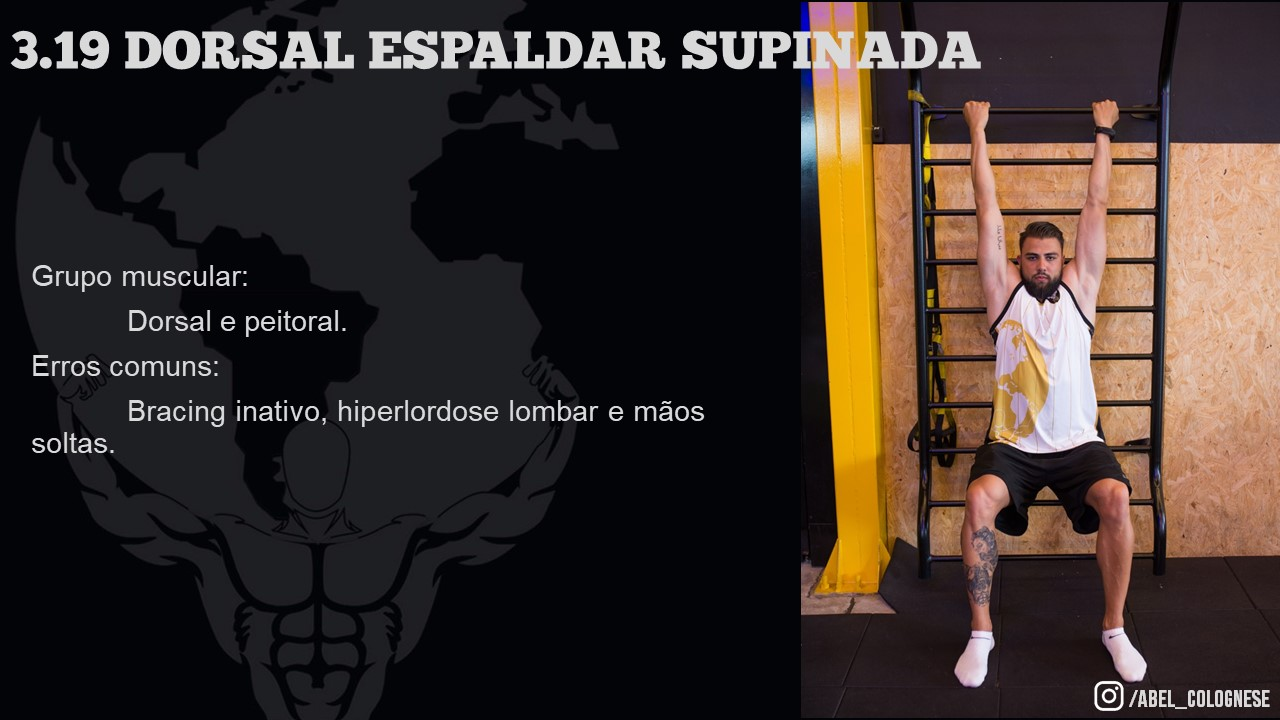 3.19 DORSAL ESPALDAR SUPINADA
Grupo muscular:
Dorsal e peitoral.
Erros comuns:
Bracing inativo, hiperlordose lombar e mãos
soltas.
/ABEL_COLOGNESE